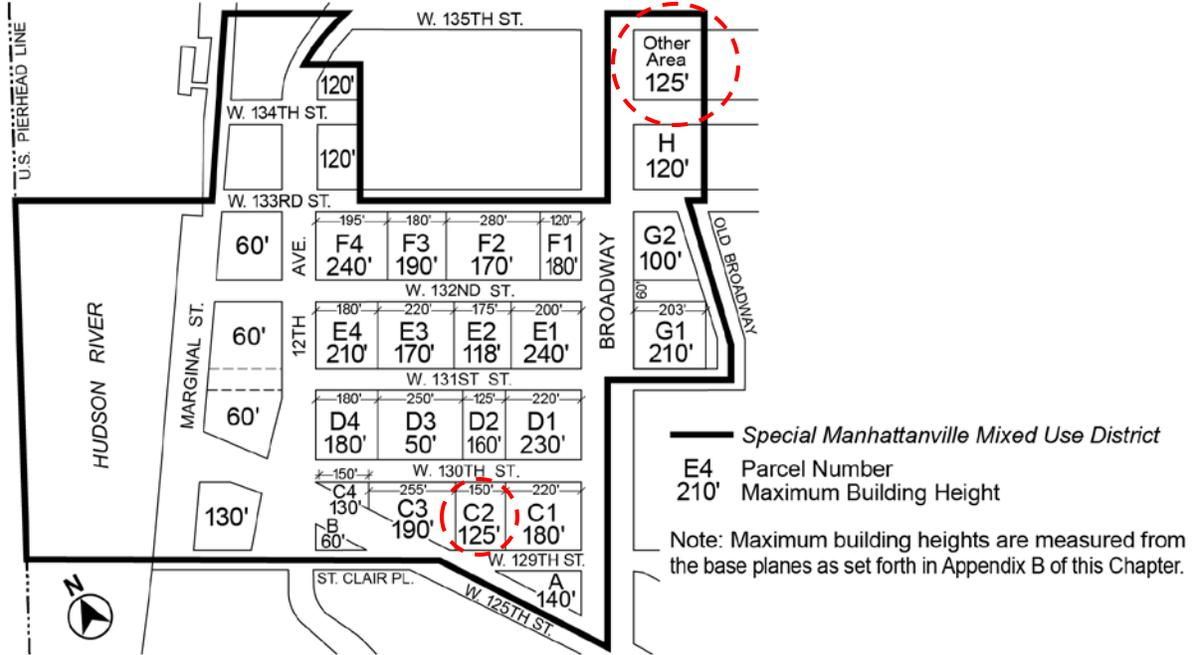 W. 135TH ST.
U.S. PIERHEAD LINE
Other
Area
125'
120'
W. 134TH ST.
120'
H
120'
W. 133RD ST.
60'
AVE.
195' 180' 280' 120'
F4 F3 F2 F1
240' 190' 170' 180'
BROADWAY
G2
100'
OLD BROADWAY
W. 132ND ST.
60'
HUDSON RIVER
MARGINAL ST.
60'
12TH
180' 220' 175' 200'
E4 E3 E2 E1
210' 170' 118' 240'
203'
G1
210'
W. 131ST ST.
60'
180' 250' 125' 220'
D4 D3 D2 D1
180' 50' 160' 230'
W. 130TH ST.
150'
C4
130'
255' 150' 220'
C3 C2 C1
190' 125' 180'
130'
B
60'
W. 129TH ST.
ST. CLAIR PL.
A
140'
W. 125TH ST.
N
Special Manhattanville Mixed Use District
E4 Parcel Number
210' Maximum Building Height
Note: Maximum building heights are measured from
the base planes as set forth in Appendix B of this Chapter.